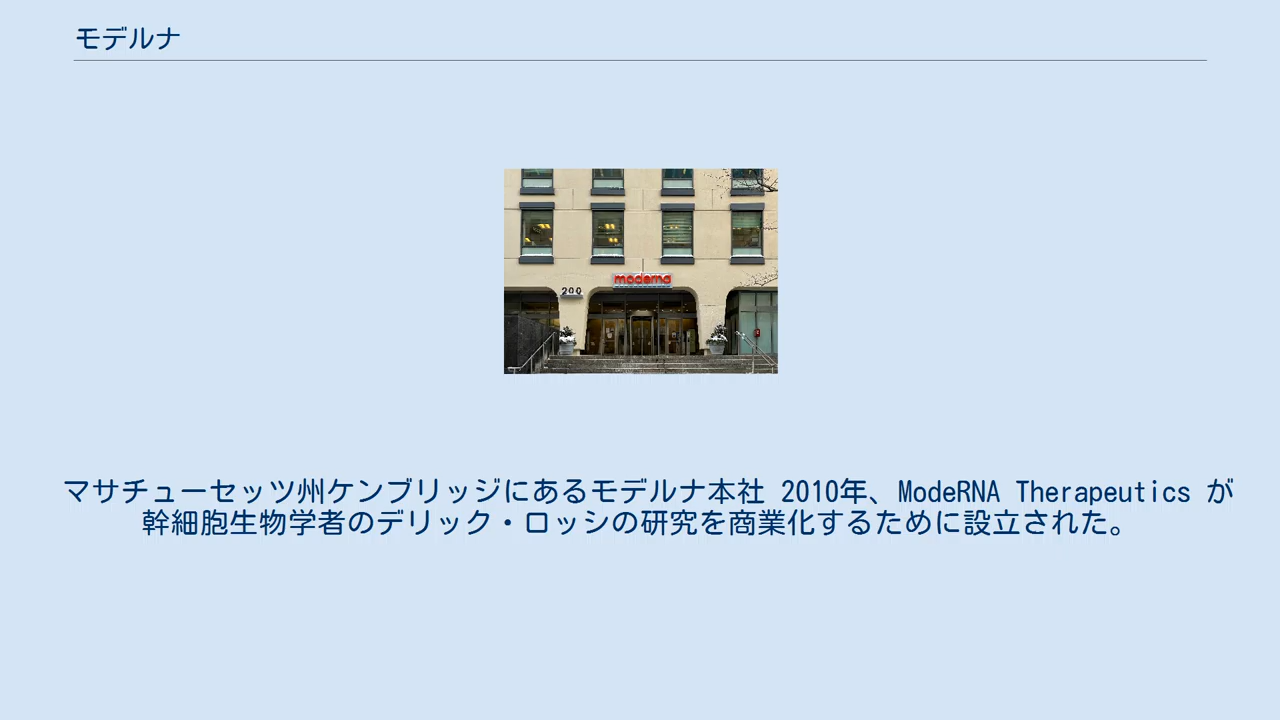 モデルナ
moderna
200
マサチューセッツ州ケンブリッジにあるモデルナ本社 2010年、ModeRNA Therapeutics が
幹細胞生物学者のデリック・ロッシの研究を商業化するために設立された。